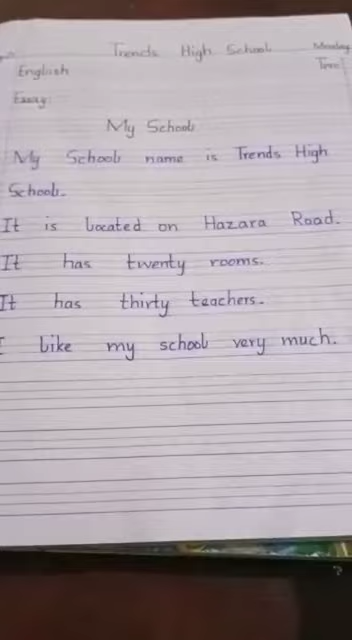 Trends High School Monday
English
Essay:
My School
My School name is Trends High
School.
It is located on Hazara Road.
It has twenty rooms.
It has thirty teachers.
I like my school very much.